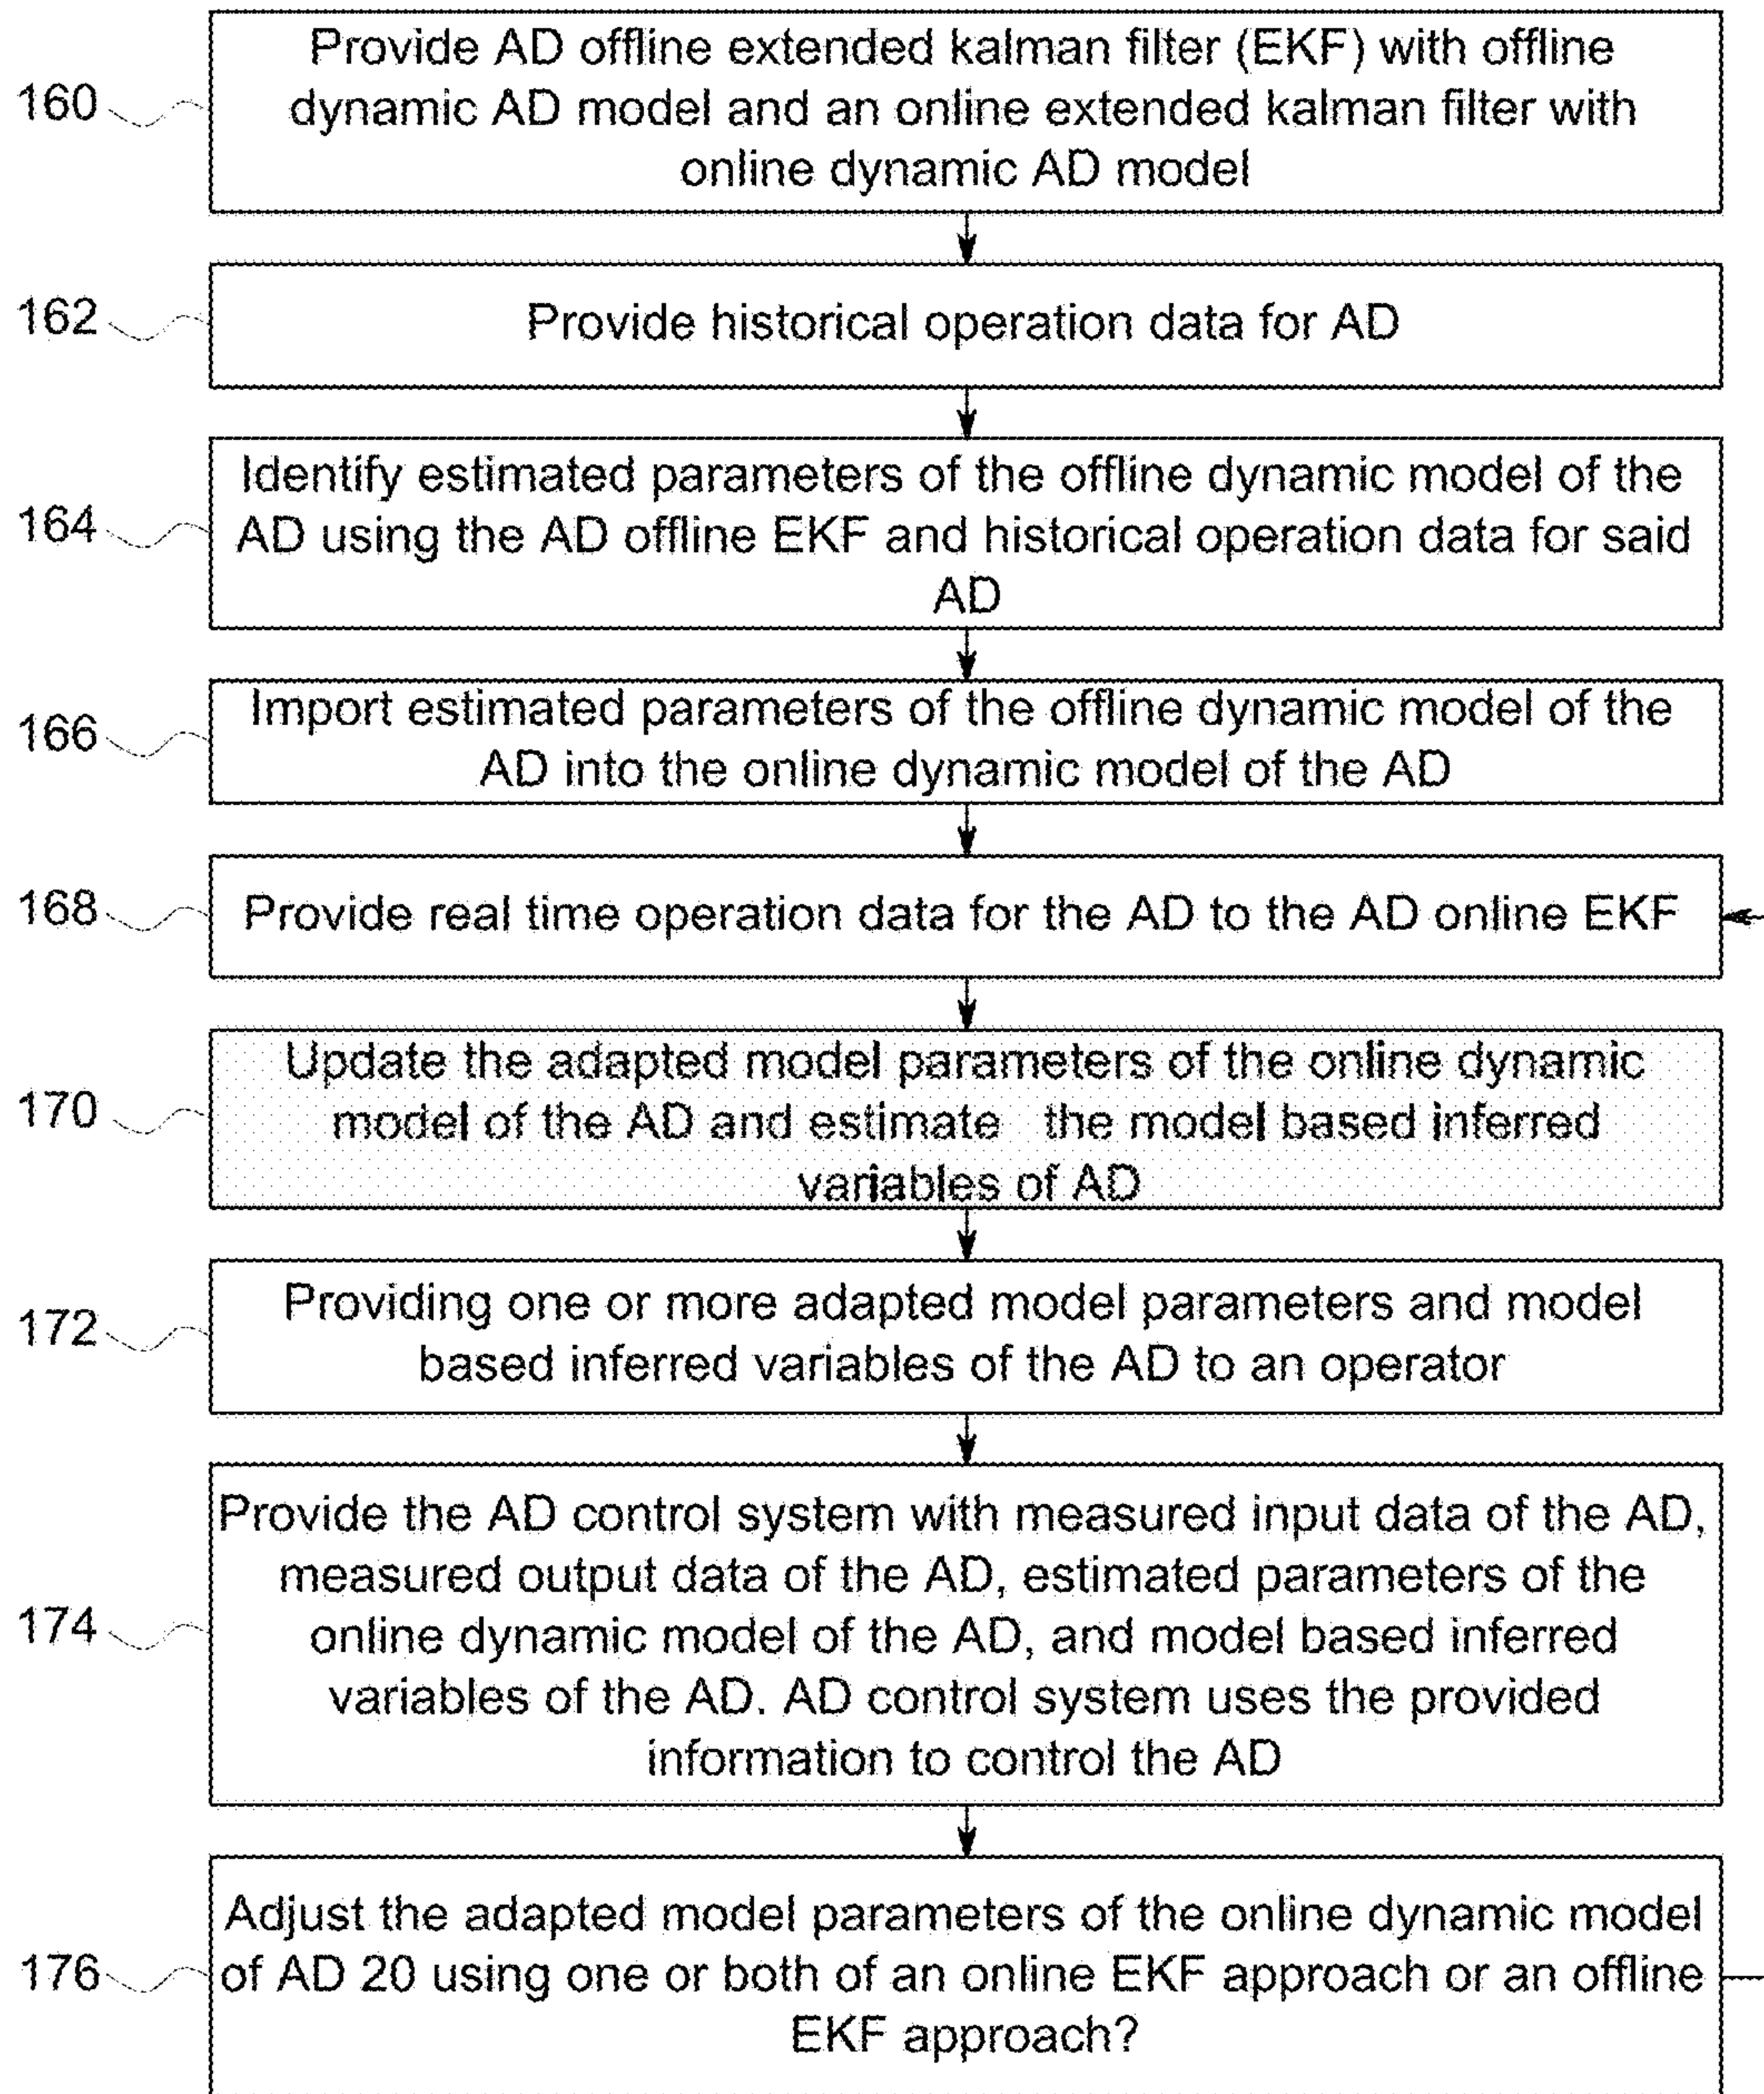 160
Provide AD offline extended kalman filter (EKF) with offline
dynamic AD model and an online extended kalman filter with
online dynamic AD model
162
Provide historical operation data for AD
164
Identify estimated parameters of the offline dynamic model of the
AD using the AD offline EKF and historical operation data for said
AD
166
Import estimated parameters of the offline dynamic model of the
AD into the online dynamic model of the AD
168
Provide real time operation data for the AD to the AD online EKF
170
Update the adapted model parameters of the online dynamic
model of the AD and estimate the model based inferred
variables of AD
172
Providing one or more adapted model parameters and model
based inferred variables of the AD to an operator
174
Provide the AD control system with measured input data of the AD,
measured output data of the AD, estimated parameters of the
online dynamic model of the AD, and model based inferred
variables of the AD. AD control system uses the provided
information to control the AD
176
Adjust the adapted model parameters of the online dynamic model
of AD 20 using one or both of an online EKF approach or an offline
EKF approach?